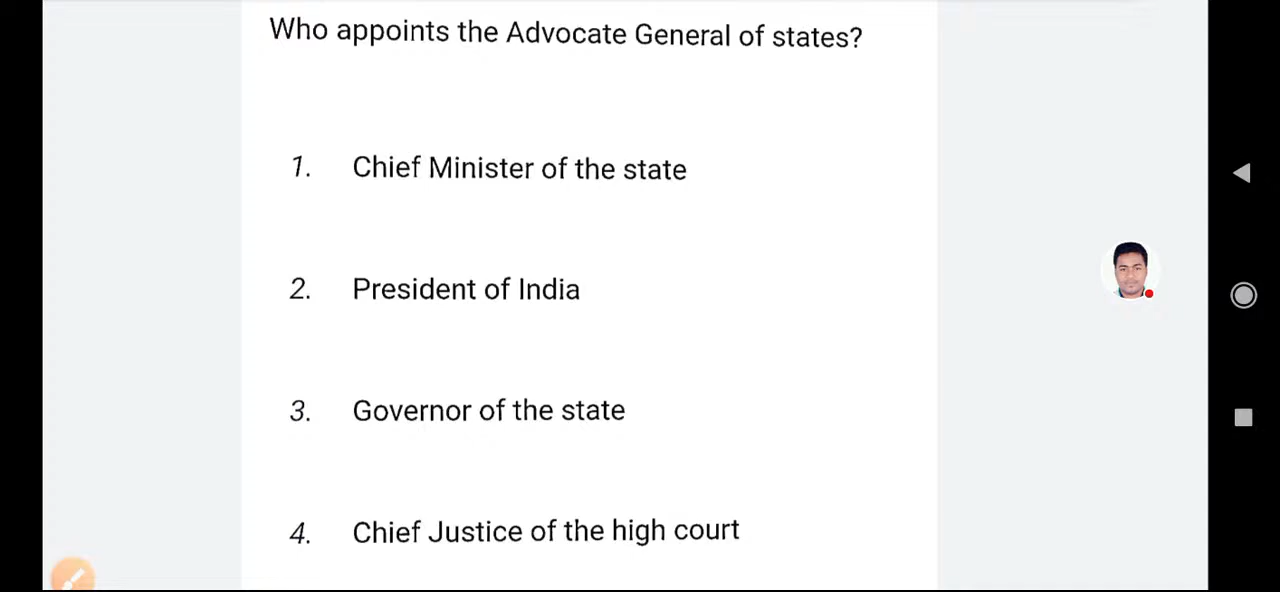 Who appoints the Advocate General of states?
1. Chief Minister of the state
2. President of India
3. Governor of the state
4. Chief Justice of the high court